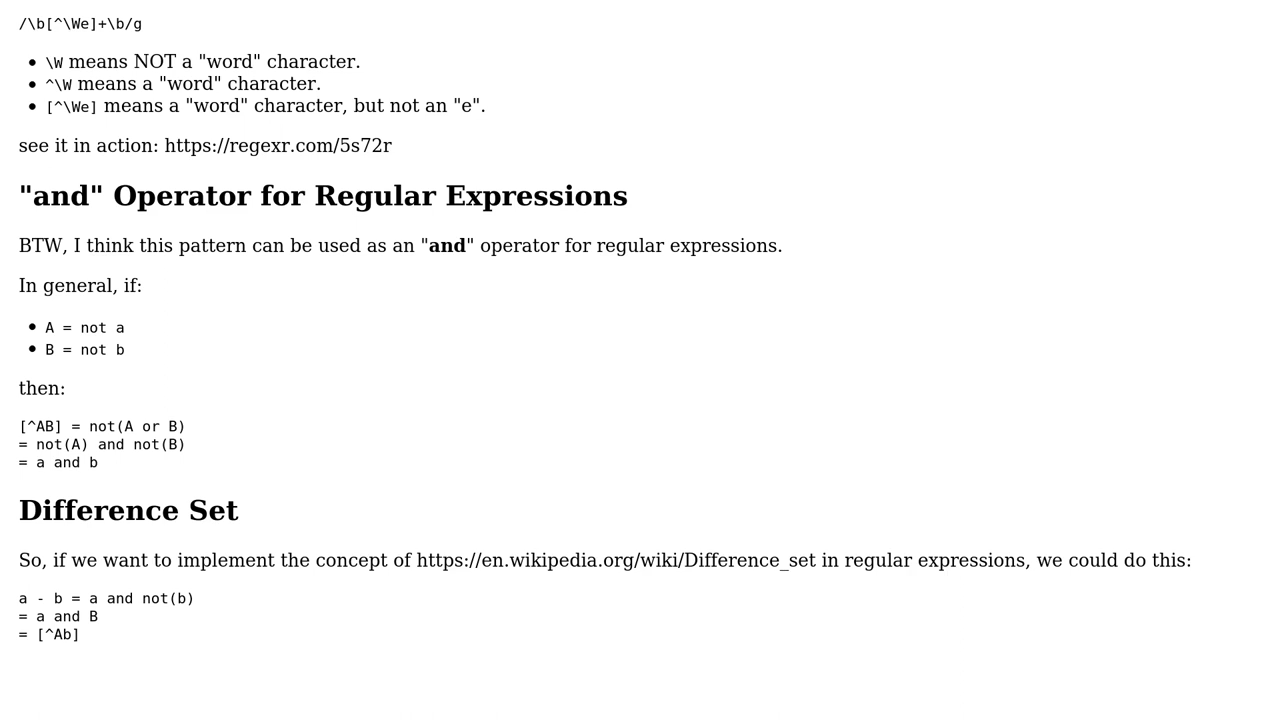 /\b[^\We]+\b/g
• \W means NOT a "word" character.
• ^\W means a "word" character.
• [^\We] means a "word" character, but not an "e".
see it in action: https://regexr.com/5s72r
"and" Operator for Regular Expressions
BTW, I think this pattern can be used as an "and" operator for regular expressions.
In general, if:
• A = not a
• B = not b
then:
[^AB] = not(A or B)
= not(A) and not(B)
= a and b
Difference Set
So, if we want to implement the concept of https://en.wikipedia.org/wiki/Difference_set in regular expressions, we could do this:
a - b = a and not(b)
= a and B
= [^Ab]